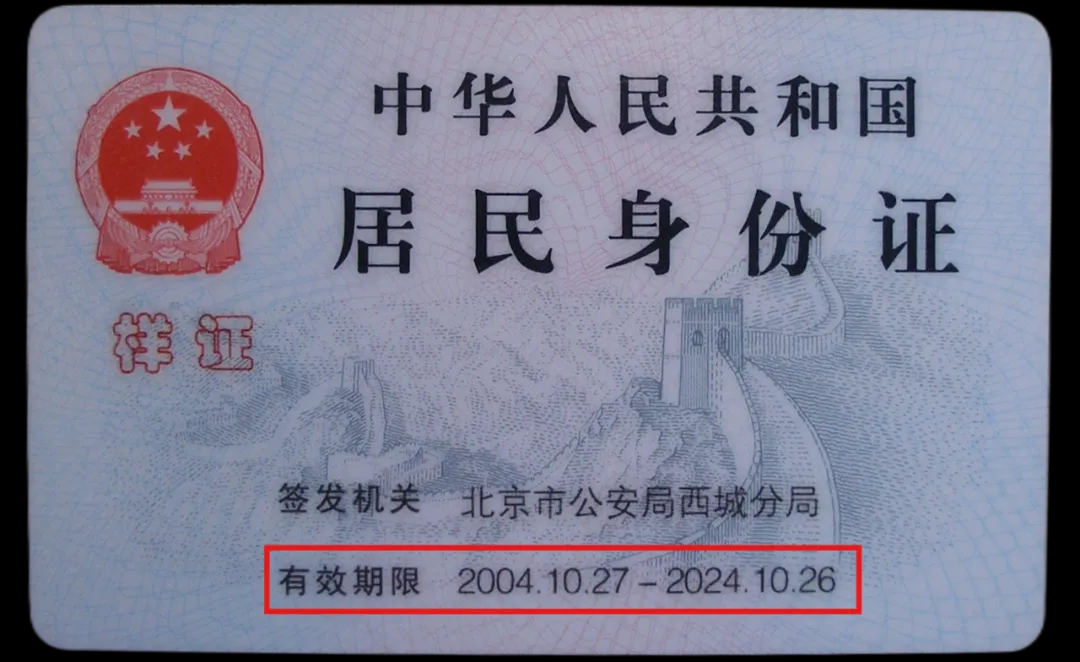 中华人民共和国
居民身份证
样证
签发机关 北京市公安局西城分局
有效期限 2004.10.27-2024.10.26